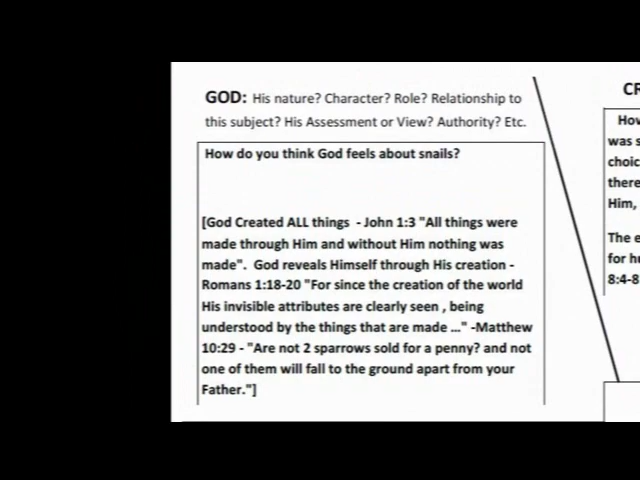 GOD: His nature? Character? Role? Relationship to
this subject? His Assessment or View? Authority? Etc.
How do you think God feels about snails?
[God Created ALL things - John 1:3 "All things were
made through Him and without Him nothing was
made". God reveals Himself through His creation -
Romans 1:18-20 "For since the creation of the world
His invisible attributes are clearly seen , being
understood by the things that are made ..." -Matthew
10:29 - "Are not 2 sparrows sold for a penny? and not
one of them will fall to the ground apart from your
Father."]
CR
How
was s
choic
there
Him,
The e
for hu
8:4-8